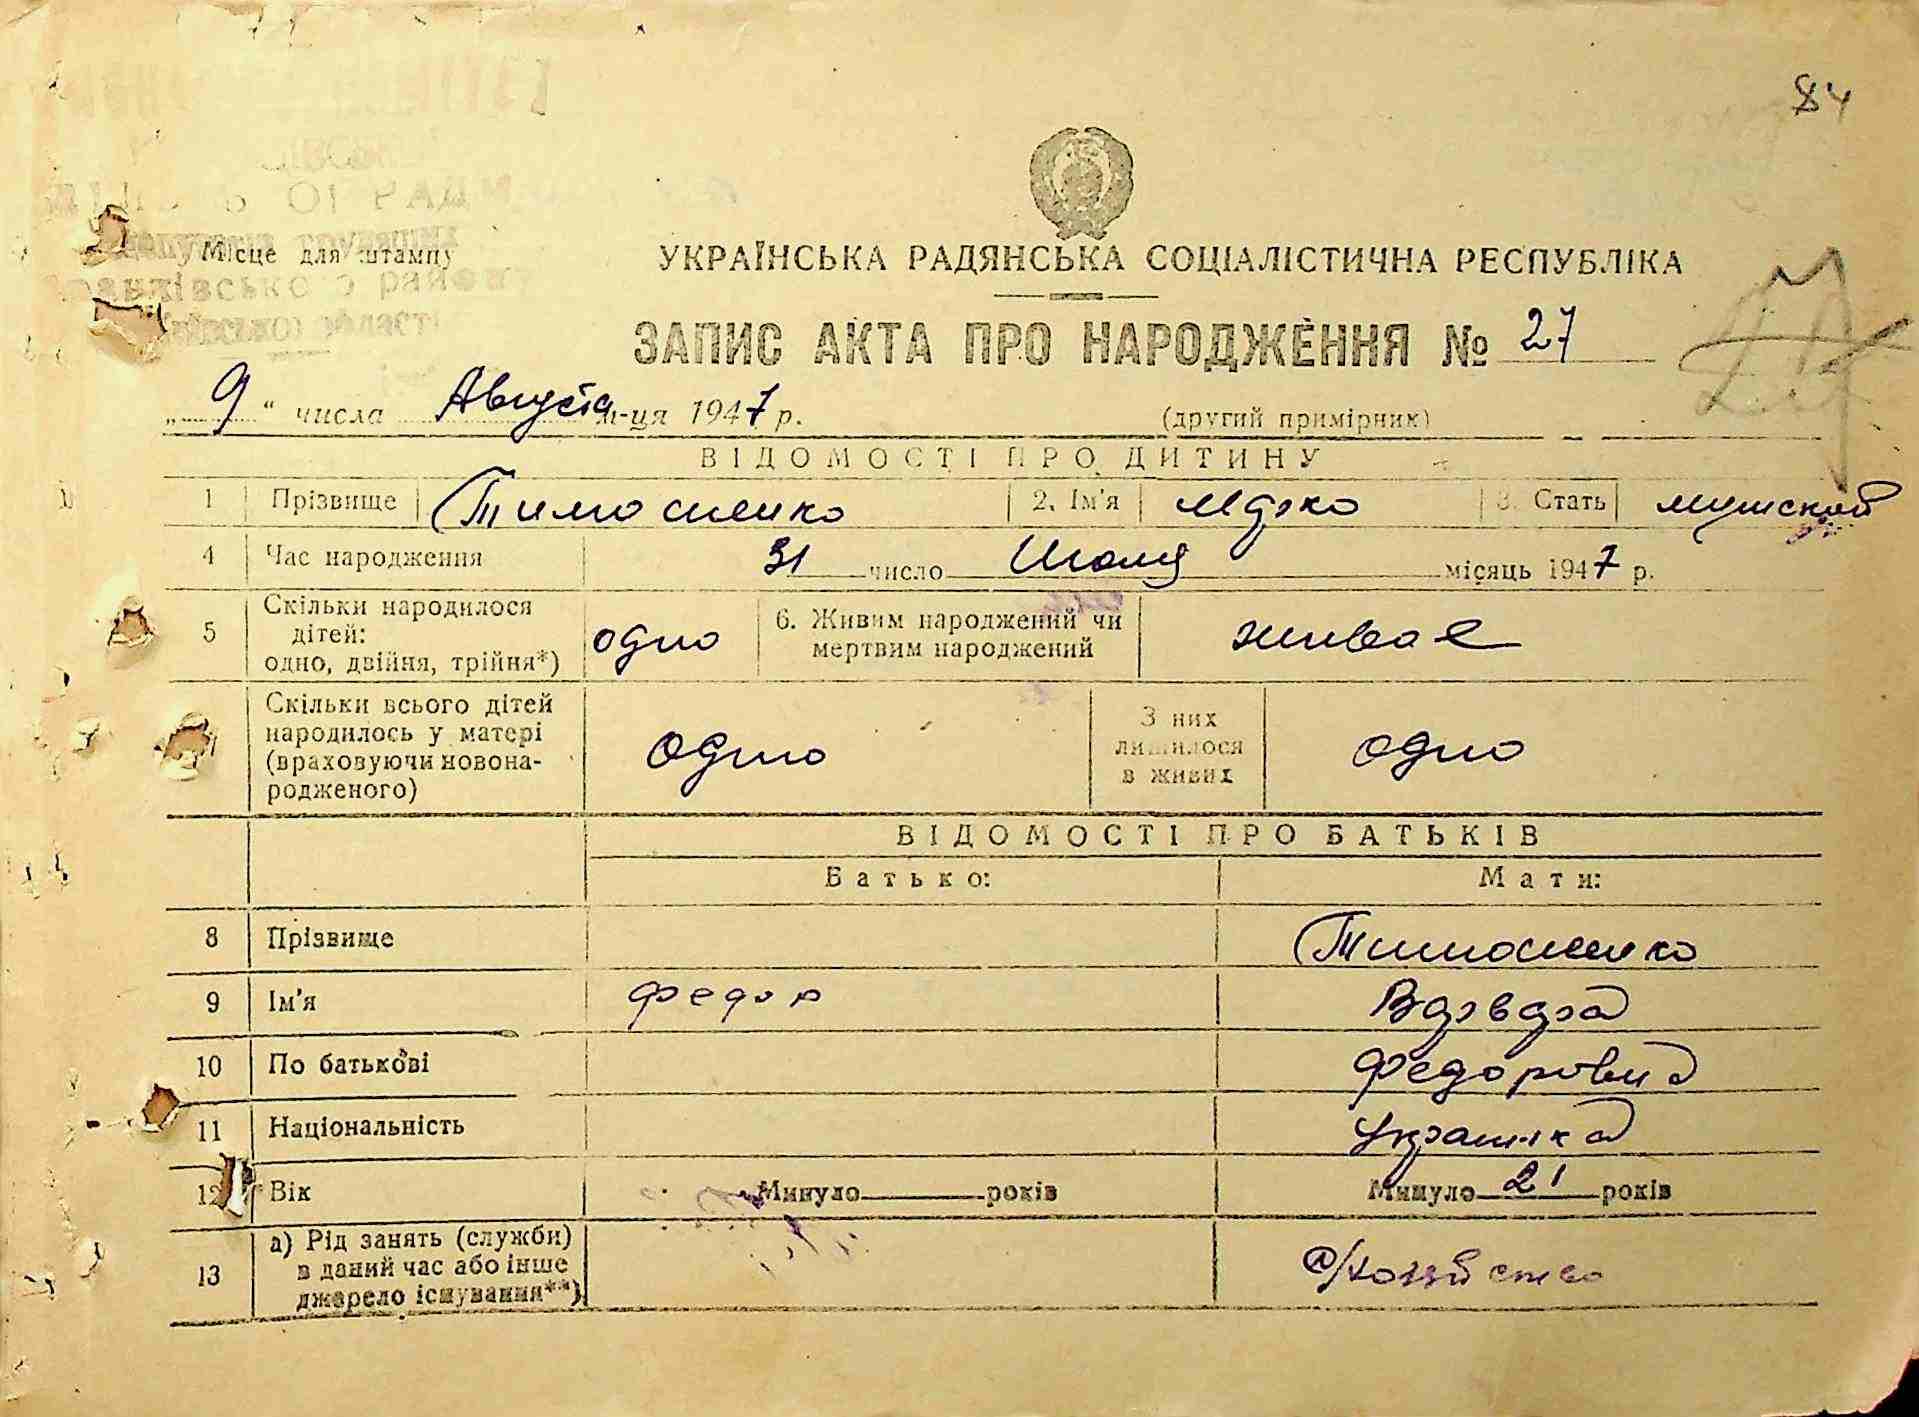 84
Місце для штампу
УКРАЇНСЬКА РАДЯНСЬКА СОЦІАЛІСТИЧНА РЕСПУБЛІКА
ЗАПИС АКТА ПРО НАРОДЖЕННЯ № 27
„ 9 “ числа Августа м-ця 1947 р. (другий примірник)
ВІДОМОСТІ ПРО ДИТИНУ
1 Прізвище Тимошенко 2. Ім'я Марко 3. Стать мушской
4 Час народження 31 число Июля місяць 1947 р.
5 Скільки народилося дітей: одно, двійня, трійня*) одно 6. Живим народжений чи мертвим народжений живое
Скільки всього дітей народилось у матері (враховуючи новонародженого) одно З них лишилося в живих одно
ВІДОМОСТІ ПРО БАТЬКІВ
Батько: Мати:
8 Прізвище Тимошенко
9 Ім'я Федор Варвара
10 По батькові Федоровна
11 Національність украинка
12 Вік Минуло років Минуло 21 років
13 а) Рід занять (служби) в даний час або інше джерело існування**)